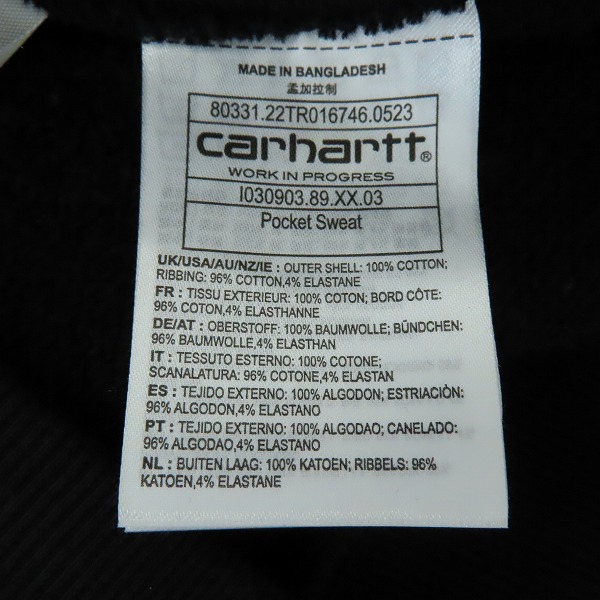 MADE IN BANGLADESH
孟加拉制
80331.22TR016746.0523
carhartt®
WORK IN PROGRESS
I030903.89.XX.03
Pocket Sweat
UK/USA/AU/NZ/IE : OUTER SHELL: 100% COTTON;
RIBBING: 96% COTTON,4% ELASTANE
FR : TISSU EXTERIEUR: 100% COTON; BORD CÔTE:
96% COTON,4% ELASTHANNE
DE/AT : OBERSTOFF: 100% BAUMWOLLE; BÜNDCHEN:
96% BAUMWOLLE,4% ELASTHAN
IT : TESSUTO ESTERNO: 100% COTONE;
SCANALATURA: 96% COTONE,4% ELASTAN
ES : TEJIDO EXTERNO: 100% ALGODON; ESTRIACIÒN:
96% ALGODON,4% ELASTANO
PT : TEJIDO EXTERNO: 100% ALGODAO; CANELADO:
96% ALGODAO,4% ELASTANO
NL : BUITEN LAAG: 100% KATOEN; RIBBELS: 96%
KATOEN,4% ELASTANE